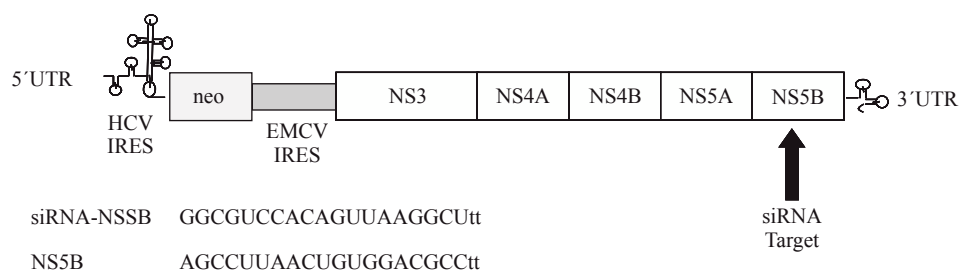 5´UTR
HCV
IRES
neo
EMCV
IRES
NS3
NS4A
NS4B
NS5A
NS5B
3´UTR
siRNA
Target
siRNA-NSSB GGCGUCCACAGUUAAGGCUtt
NS5B AGCCUUAACUGUGGACGCCtt